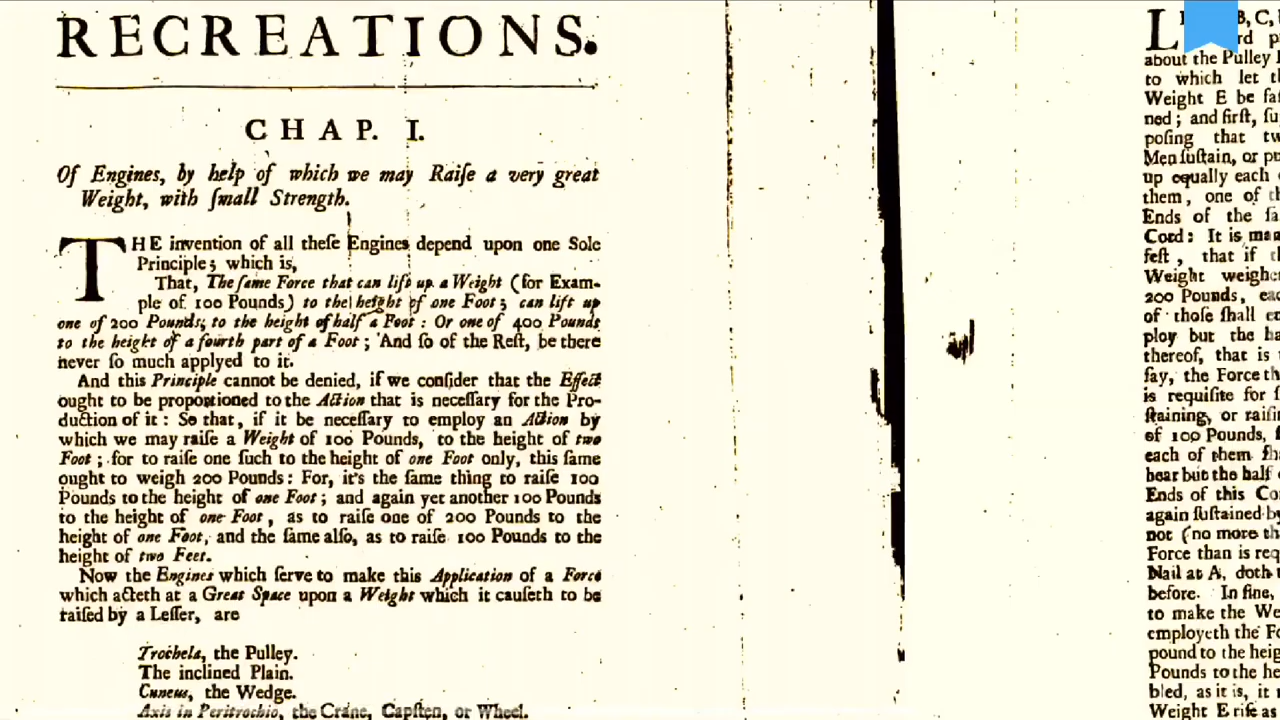 RECREATIONS.
CHAP. I.
Of Engines, by help of which we may Raiſe a very great
Weight, with ſmall Strength.
THE invention of all theſe Engines depend upon one Sole
Principle; which is,
That, The ſame Force that can lift up a Weight (for Exam-
ple of 100 Pounds) to the height of one Foot; can lift up
one of 200 Pounds; to the height of half a Foot: Or one of 400 Pounds
to the height of a fourth part of a Foot; And ſo of the Reſt, be there
never ſo much applyed to it.
And this Principle cannot be denied, if we conſider that the Effect
ought to be propotioned to the Action that is neceſſary for the Pro-
duction of it: So that, if it be neceſſary to employ an Action by
which we may raiſe a Weight of 100 Pounds, to the height of two
Foot; for to raiſe one ſuch to the height of one Foot only, this ſame
ought to weigh 200 Pounds: For, it's the ſame thing to raiſe 100
Pounds to the height of one Foot; and again yet another 100 Pounds
to the height of one Foot, as to raiſe one of 200 Pounds to the
height of one Foot, and the ſame alſo, as to raiſe 100 Pounds to the
height of two Feet.
Now the Engines which ſerve to make this Application of a Force
which acteth at a Great Space upon a Weight which it cauſeth to be
raiſed by a Leſſer, are
Trochela, the Pulley.
The inclined Plain.
Cuneus, the Wedge.
Axis in Peritrochio, the Crane, Capſten, or Wheel.
B, C,
about the Pulley
to which let
Weight E be
ned; and firſt,
poſing that
Men ſuſtain, or
up equally each
them, one of
Ends of the
Cord: It is
feſt, that if
Weight
200 Pounds,
of thoſe ſhall
ploy but the
thereof, that is
ſay, the Force
is requiſite for
ſtaining, or
of 100 Pounds,
each of them
bear but the half
Ends of this
again ſuſtained
not (no more
Force than is
Nail at A, doth
before. In fine,
to make the
employeth the
pound to the
Pounds to the
bled, as it is, it
Weight E riſe as